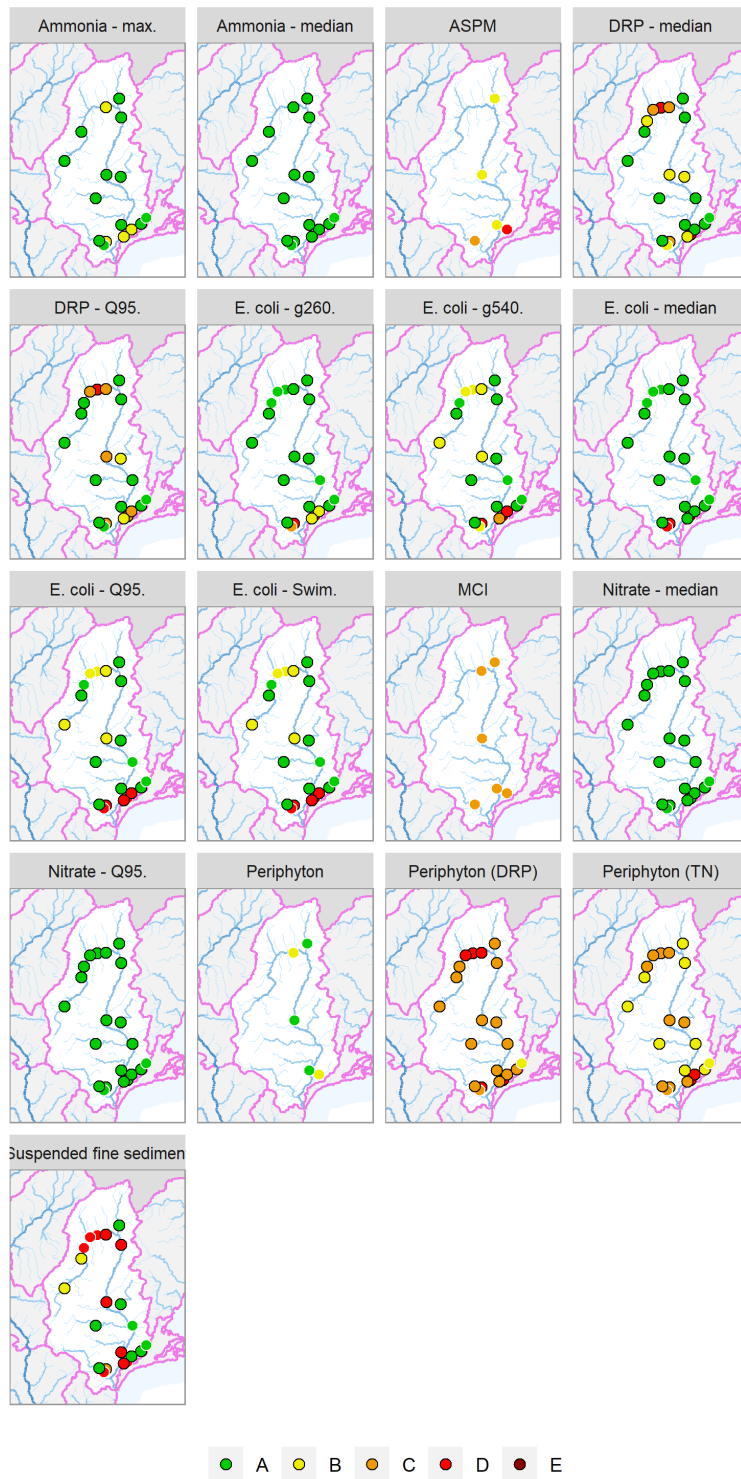 Ammonia - max.
Ammonia - median
ASPM
DRP - median
DRP - Q95.
E. coli - g260.
E. coli - g540.
E. coli - median
E. coli - Q95.
E. coli - Swim.
MCI
Nitrate - median
Nitrate - Q95.
Periphyton
Periphyton (DRP)
Periphyton (TN)
Suspended fine sedimen
A B C D E